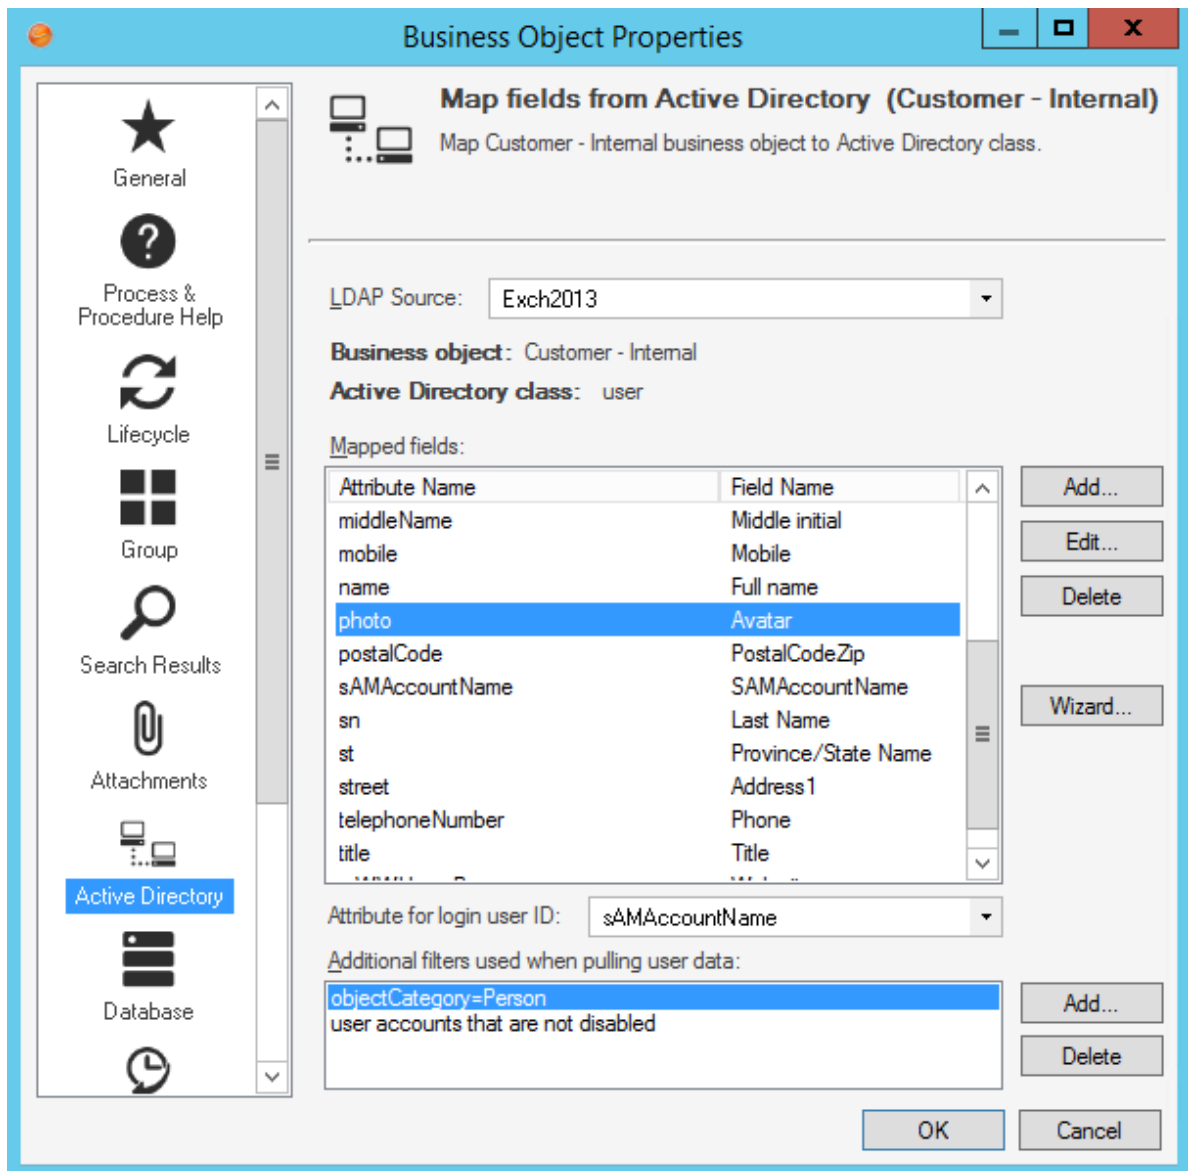 Business Object Properties
General
Process &
Procedure Help
Lifecycle
Group
Search Results
Attachments
Active Directory
Database
Map fields from Active Directory (Customer - Internal)
Map Customer - Internal business object to Active Directory class.
LDAP Source: Exch2013
Business object: Customer - Internal
Active Directory class: user
Mapped fields:
Attribute Name Field Name
middleName Middle initial
mobile Mobile
name Full name
photo Avatar
postalCode PostalCodeZip
sAMAccountName SAMAccountName
sn Last Name
st Province/State Name
street Address1
telephoneNumber Phone
title Title
Add...
Edit...
Delete
Wizard...
Attribute for login user ID: sAMAccountName
Additional filters used when pulling user data:
objectCategory=Person
user accounts that are not disabled
Add...
Delete
OK Cancel